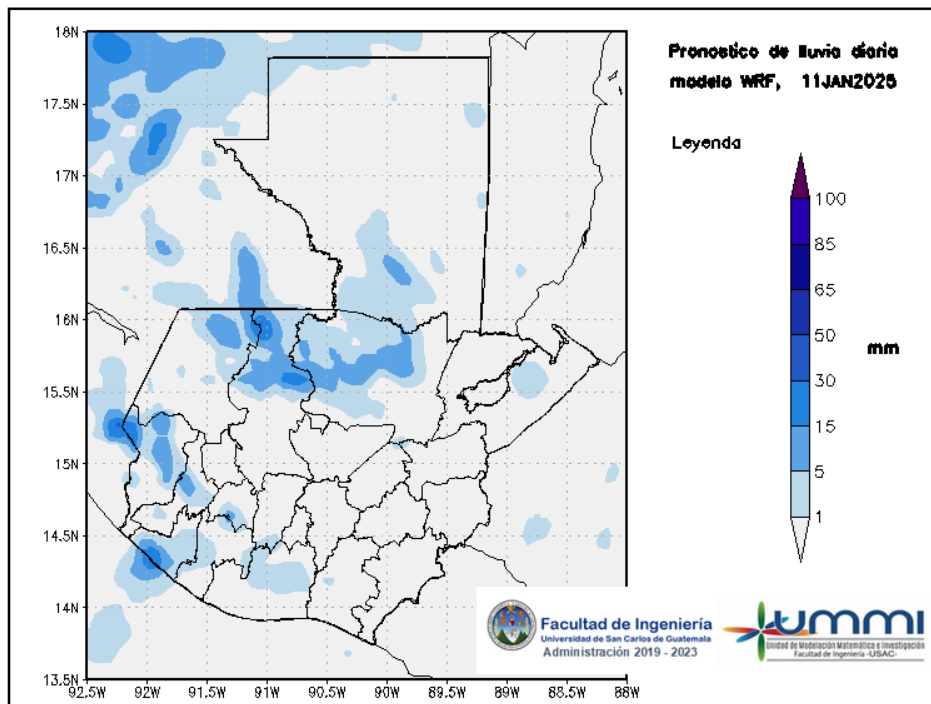 Pronostico de lluvia diaria
modelo WRF, 11JAN2025
Leyenda
100
85
65
50
30
15
5
1
mm
18N
17.5N
17N
16.5N
16N
15.5N
15N
14.5N
14N
13.5N
92.5W
92W
91.5W
91W
90.5W
90W
89.5W
89W
88.5W
88W
Facultad de Ingeniería
Universidad de San Carlos de Guatemala
Administración 2019 - 2023
UMMI
Unidad de Modelación Matemática e Investigación
Facultad de Ingeniería -USAC-